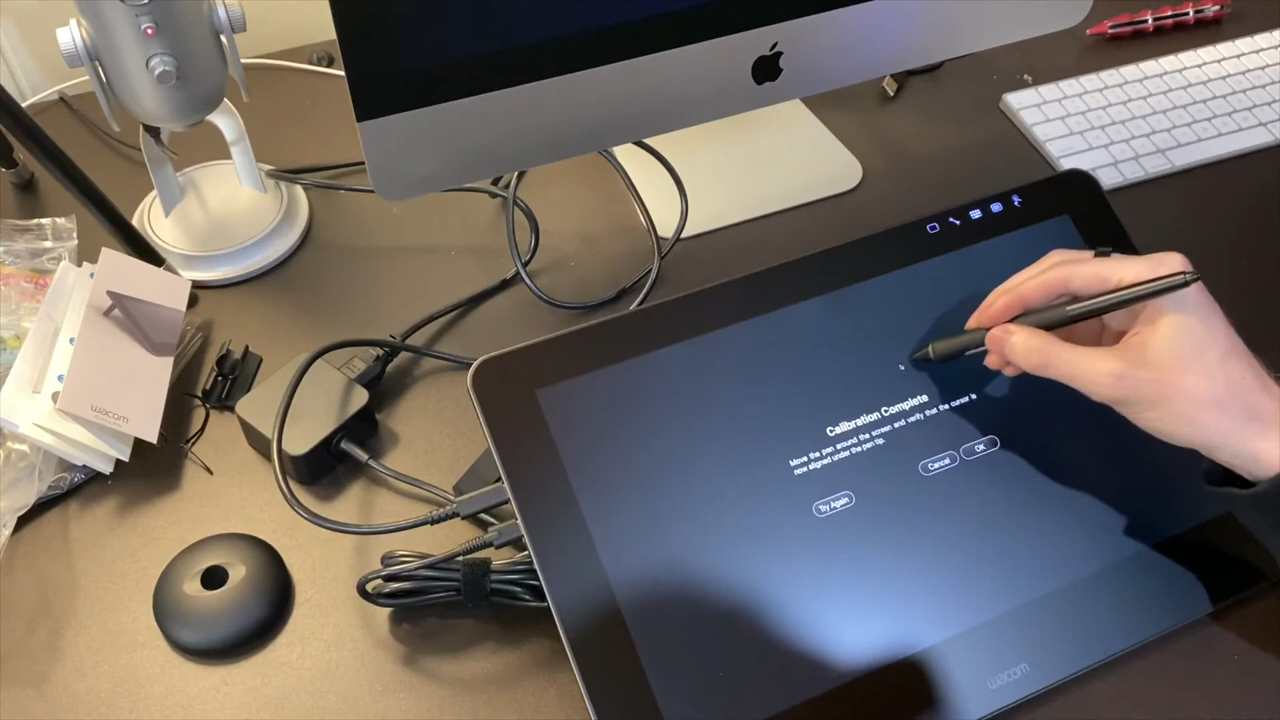 Calibration Complete
Move the pen around the screen and verify that the cursor is
now aligned under the pen tip.
Cancel
OK
Try Again
wacom
wacom